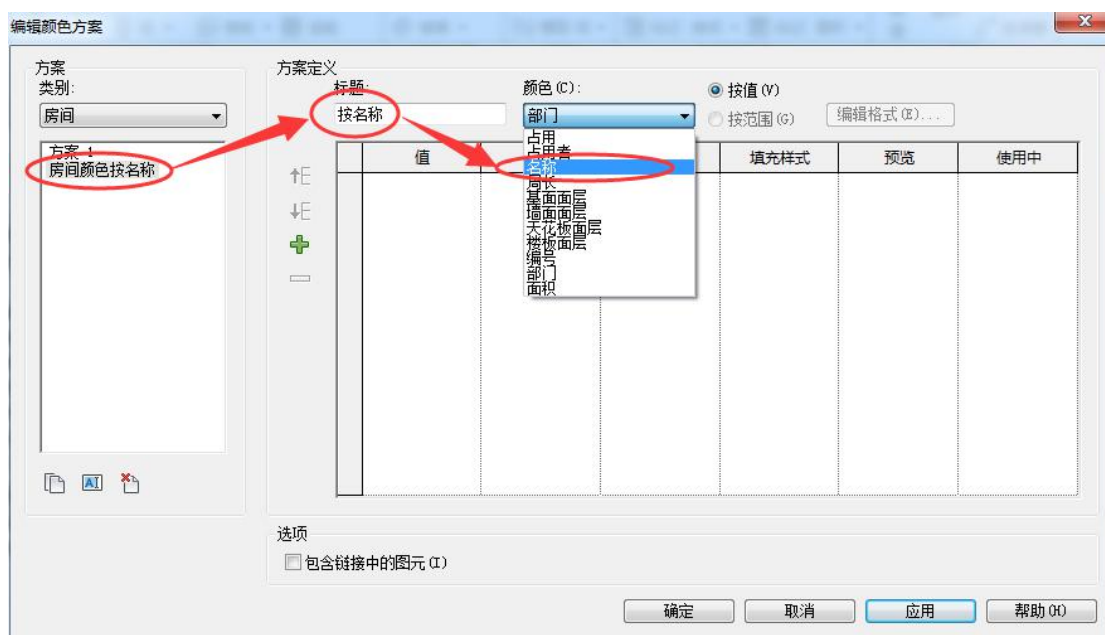 编辑颜色方案
方案
类别:
房间
方案 1
房间颜色按名称
方案定义
标题:
按名称
颜色(C):
部门
按值(V)
按范围(G)
编辑格式(E)...
值
填充样式
预览
使用中
占用
占用者
名称
周长
基面面层
墙面面层
天花板面层
楼板面层
编号
部门
面积
选项
包含链接中的图元(I)
确定
取消
应用
帮助(H)